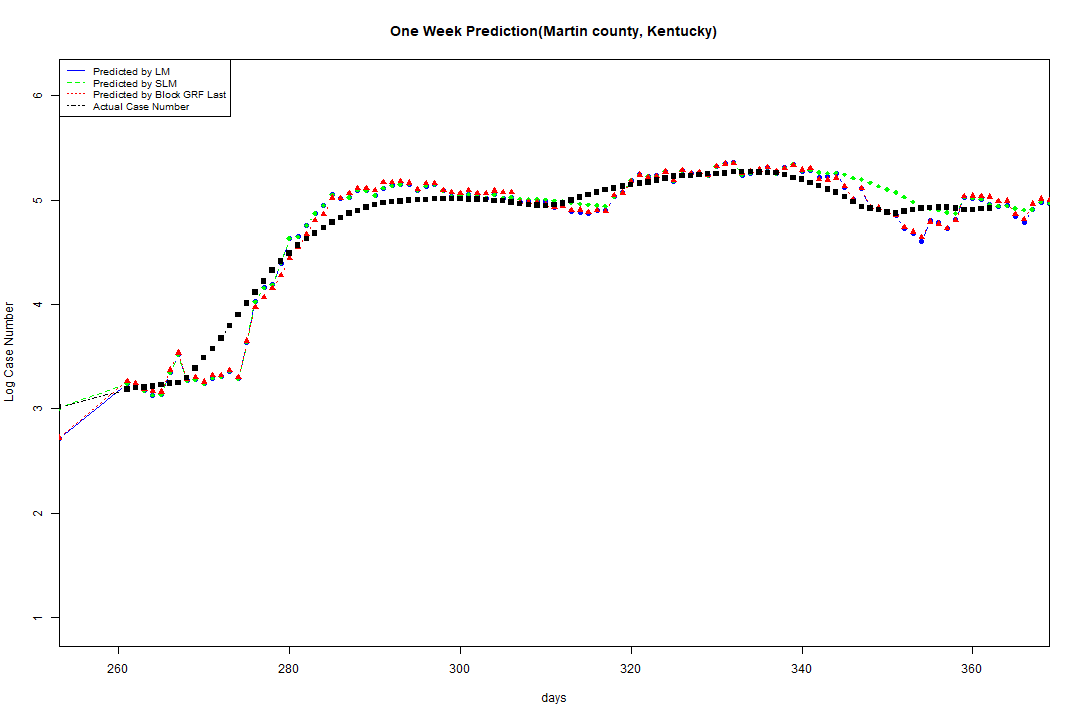 One Week Prediction(Martin county, Kentucky)
Predicted by LM
Predicted by SLM
Predicted by Block GRF Last
Actual Case Number
6
5
4
3
2
1
Log Case Number
260 280 300 320 340 360
days